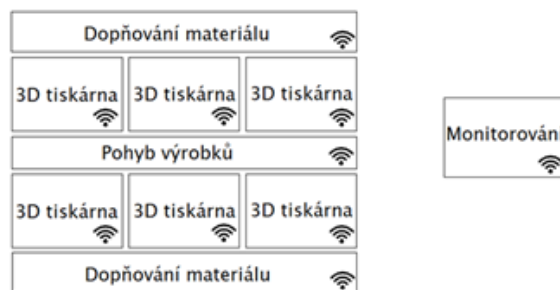 Dopňování materiálu
3D tiskárna 3D tiskárna 3D tiskárna
Pohyb výrobků
Monitorování
3D tiskárna 3D tiskárna 3D tiskárna
Dopňování materiálu